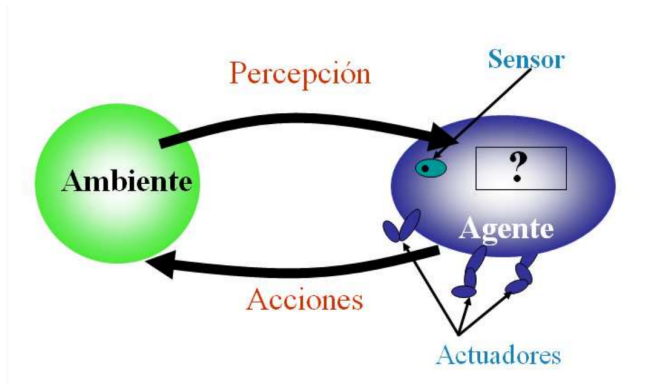 Sensor
Percepción
Ambiente
?
Agente
Acciones
Actuadores